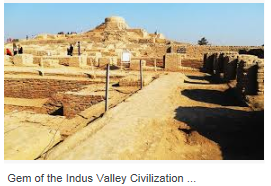 Gem of the Indus Valley Civilization ...